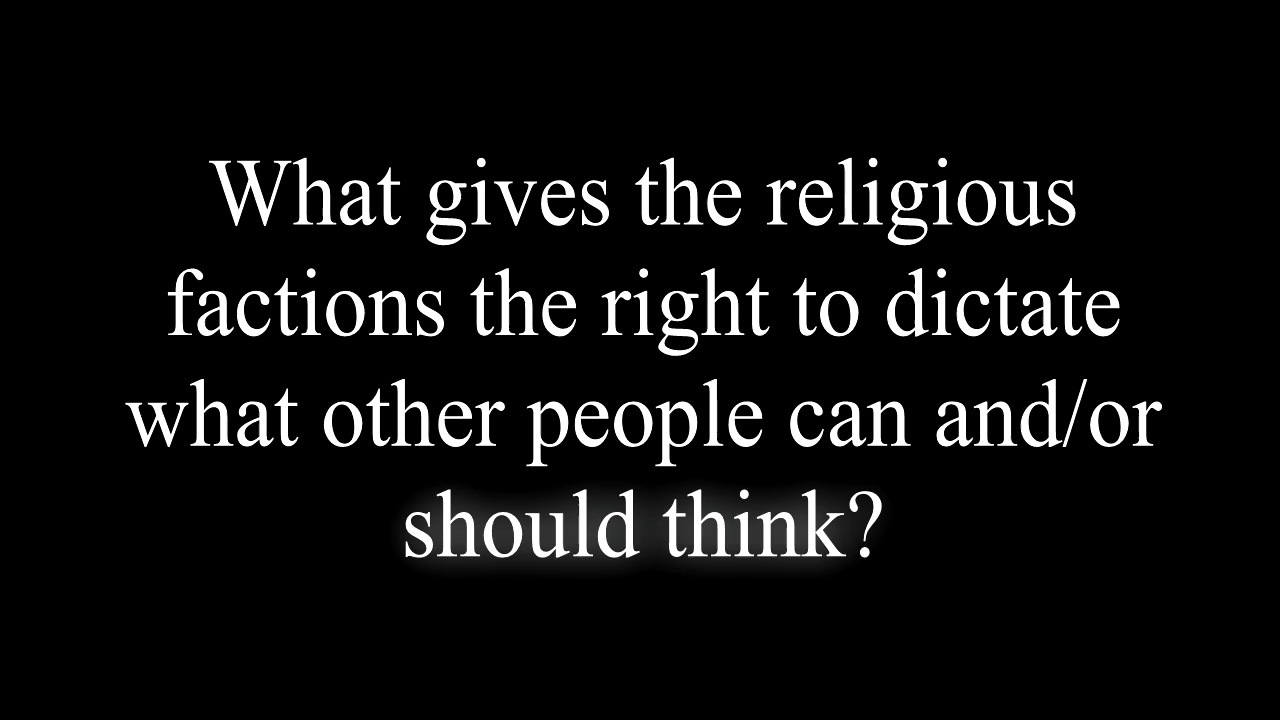 What gives the religious
factions the right to dictate
what other people can and/or
should think?